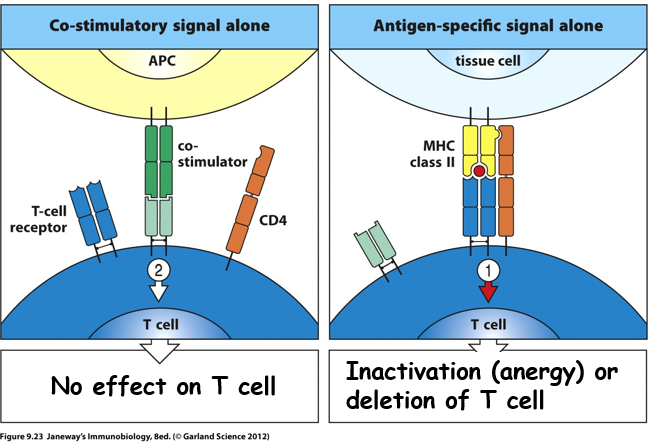 Co-stimulatory signal alone
APC
co-
stimulator
T-cell
receptor
CD4
2
T cell
No effect on T cell
Antigen-specific signal alone
tissue cell
MHC
class II
1
T cell
Inactivation (anergy) or
deletion of T cell
Figure 9.23 Janeway's Immunobiology, 8ed. (© Garland Science 2012)